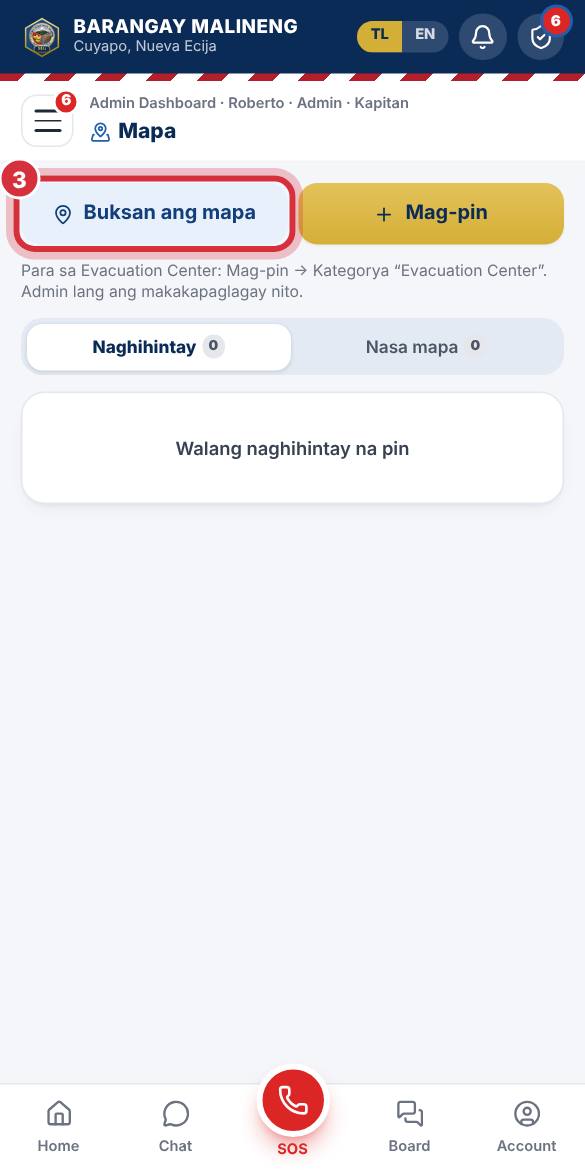 BARANGAY MALINENG
Cuyapo, Nueva Ecija
TL
EN
6
6
Admin Dashboard · Roberto · Admin · Kapitan
Mapa
3
Buksan ang mapa
+ Mag-pin
Para sa Evacuation Center: Mag-pin → Kategorya “Evacuation Center”.
Admin lang ang makakapaglagay nito.
Naghihintay 0
Nasa mapa 0
Walang naghihintay na pin
Home
Chat
SOS
Board
Account